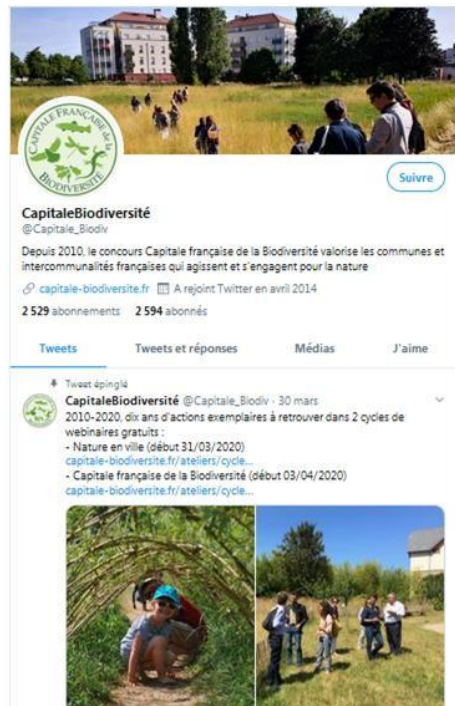 CAPITALE FRANÇAISE de la BIODIVERSITÉ
Suivre
CapitaleBiodiversité
@Capitale_Biodiv
Depuis 2010, le concours Capitale française de la Biodiversité valorise les communes et
intercommunalités françaises qui agissent et s'engagent pour la nature
capitale-biodiversite.fr A rejoint Twitter en avril 2014
2 529 abonnements 2 594 abonnés
Tweets Tweets et réponses Médias J'aime
Tweet épinglé
CapitaleBiodiversité @Capitale_Biodiv · 30 mars
2010-2020, dix ans d'actions exemplaires à retrouver dans 2 cycles de
webinaires gratuits :
- Nature en ville (début 31/03/2020)
capitale-biodiversite.fr/ateliers/cycle...
- Capitale française de la Biodiversité (début 03/04/2020)
capitale-biodiversite.fr/ateliers/cycle...